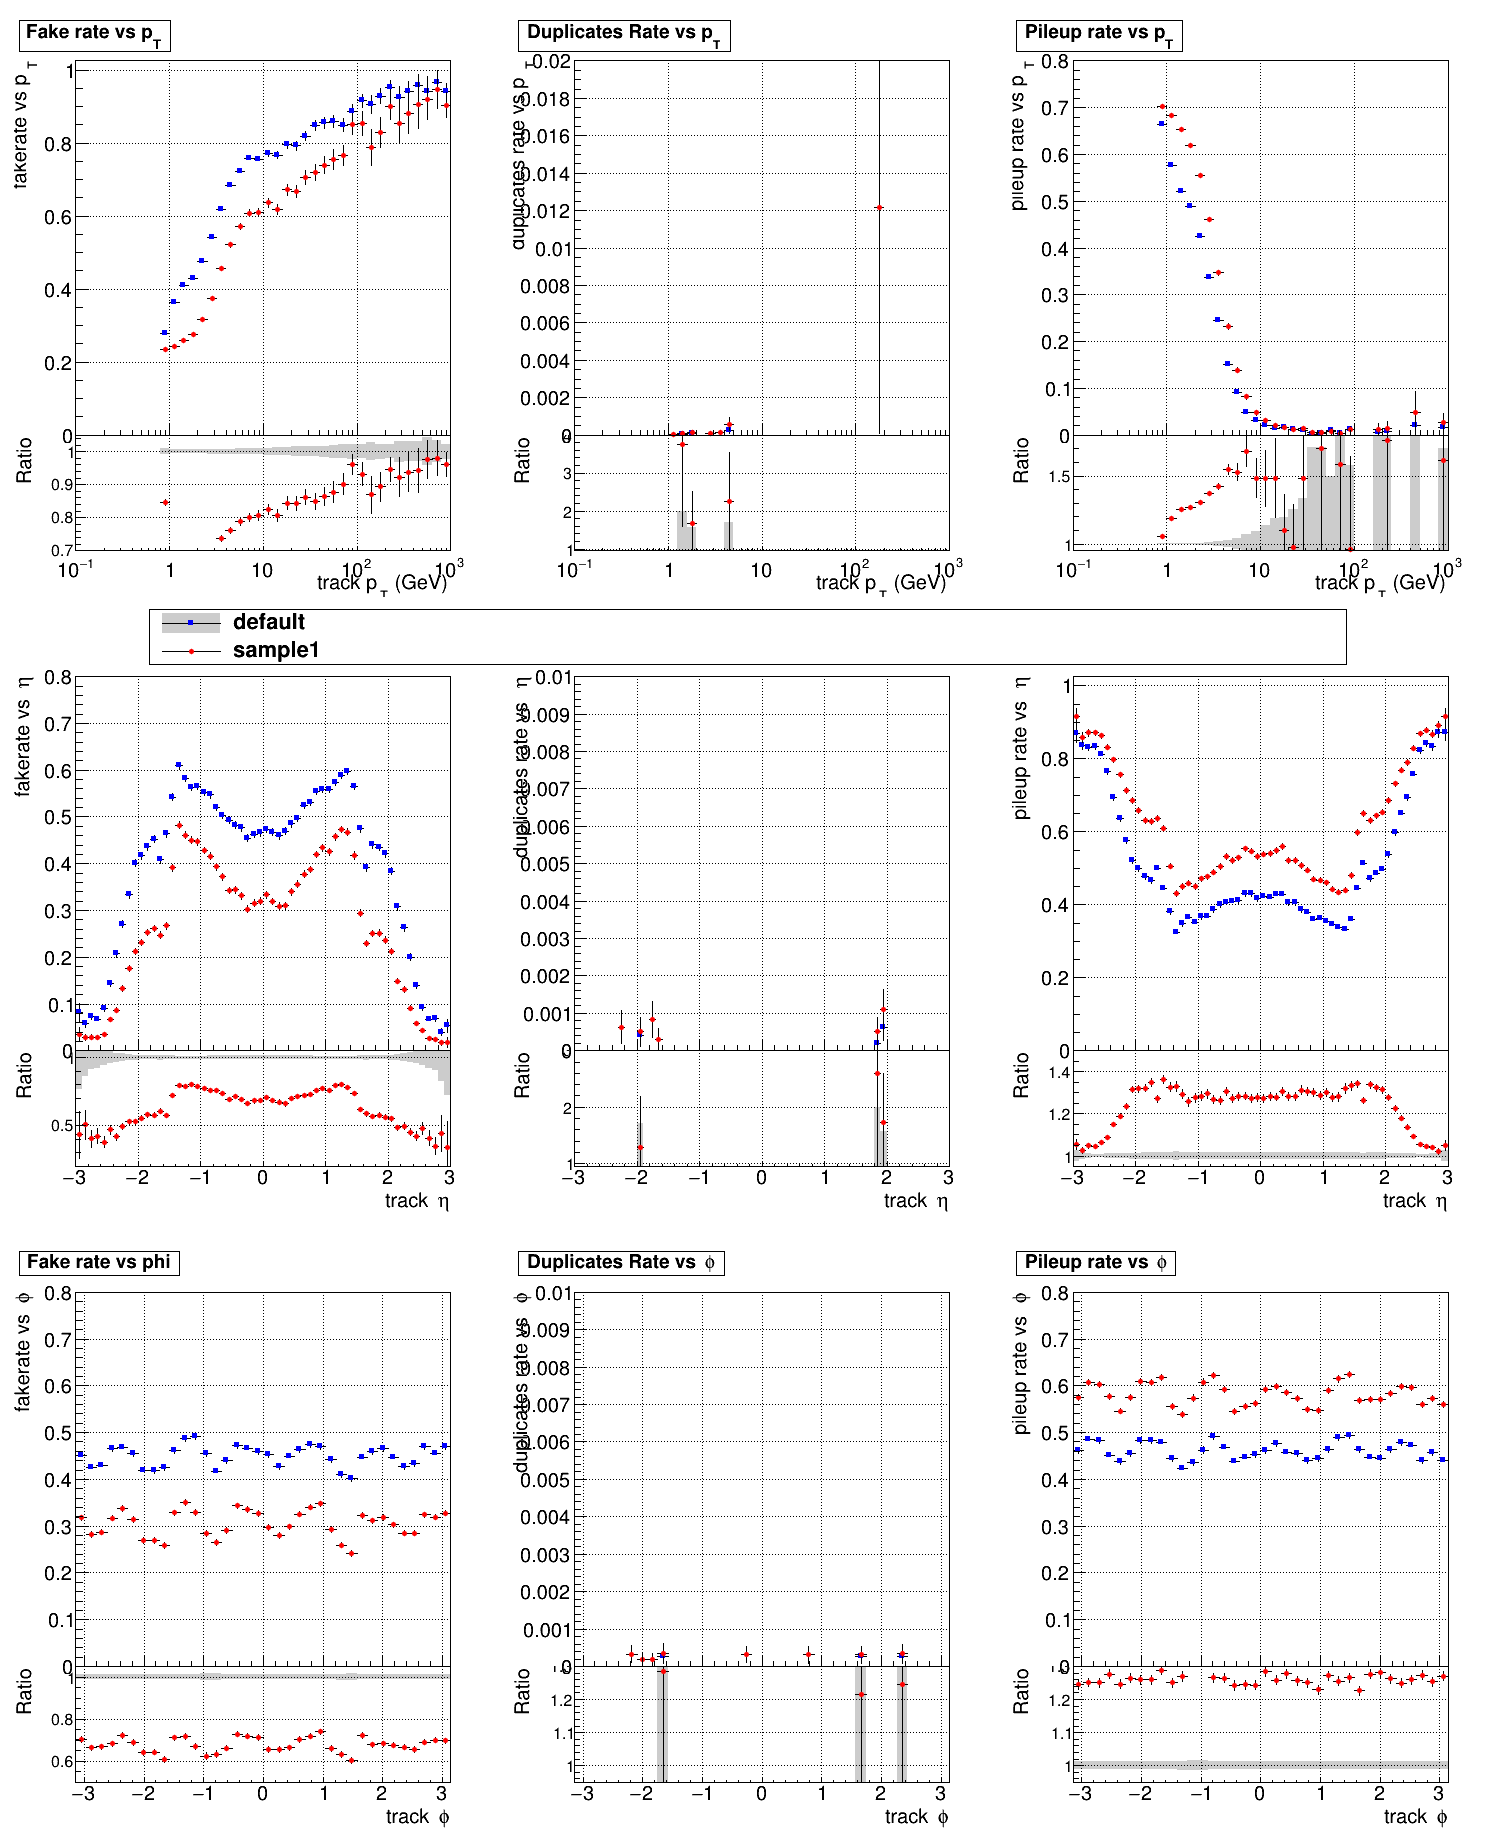 Fake rate vs p_T
Duplicates Rate vs p_T
Pileup rate vs p_T
fakerate vs p_T
1
0.8
0.6
0.4
0.2
0
Ratio
1
0.9
0.8
0.7
10⁻¹ 1 10 10² 10³
track p_T (GeV)
duplicates rate vs p_T
0.02
0.018
0.016
0.014
0.012
0.01
0.008
0.006
0.004
0.002
Ratio
3
2
1
10⁻¹ 1 10 10² 10³
track p_T (GeV)
pileup rate vs p_T
0.8
0.7
0.6
0.5
0.4
0.3
0.2
0.1
0
Ratio
1.5
1
10⁻¹ 1 10 10² 10³
track p_T (GeV)
default
sample1
fakerate vs η
0.8
0.7
0.6
0.5
0.4
0.3
0.2
0.1
0
Ratio
1
0.5
−3 −2 −1 0 1 2 3
track η
duplicates rate vs η
0.01
0.009
0.008
0.007
0.006
0.005
0.004
0.003
0.002
0.001
0
Ratio
2
1
−3 −2 −1 0 1 2 3
track η
pileup rate vs η
1
0.8
0.6
0.4
0.2
0
Ratio
1.4
1.2
1
−3 −2 −1 0 1 2 3
track η
Fake rate vs phi
Duplicates Rate vs ϕ
Pileup rate vs ϕ
fakerate vs ϕ
0.8
0.7
0.6
0.5
0.4
0.3
0.2
0.1
0
Ratio
1
0.8
0.6
−3 −2 −1 0 1 2 3
track ϕ
duplicates rate vs ϕ
0.01
0.009
0.008
0.007
0.006
0.005
0.004
0.003
0.002
0.001
0
Ratio
1.2
1.1
1
−3 −2 −1 0 1 2 3
track ϕ
pileup rate vs ϕ
0.8
0.7
0.6
0.5
0.4
0.3
0.2
0.1
0
Ratio
1.2
1.1
1
−3 −2 −1 0 1 2 3
track ϕ